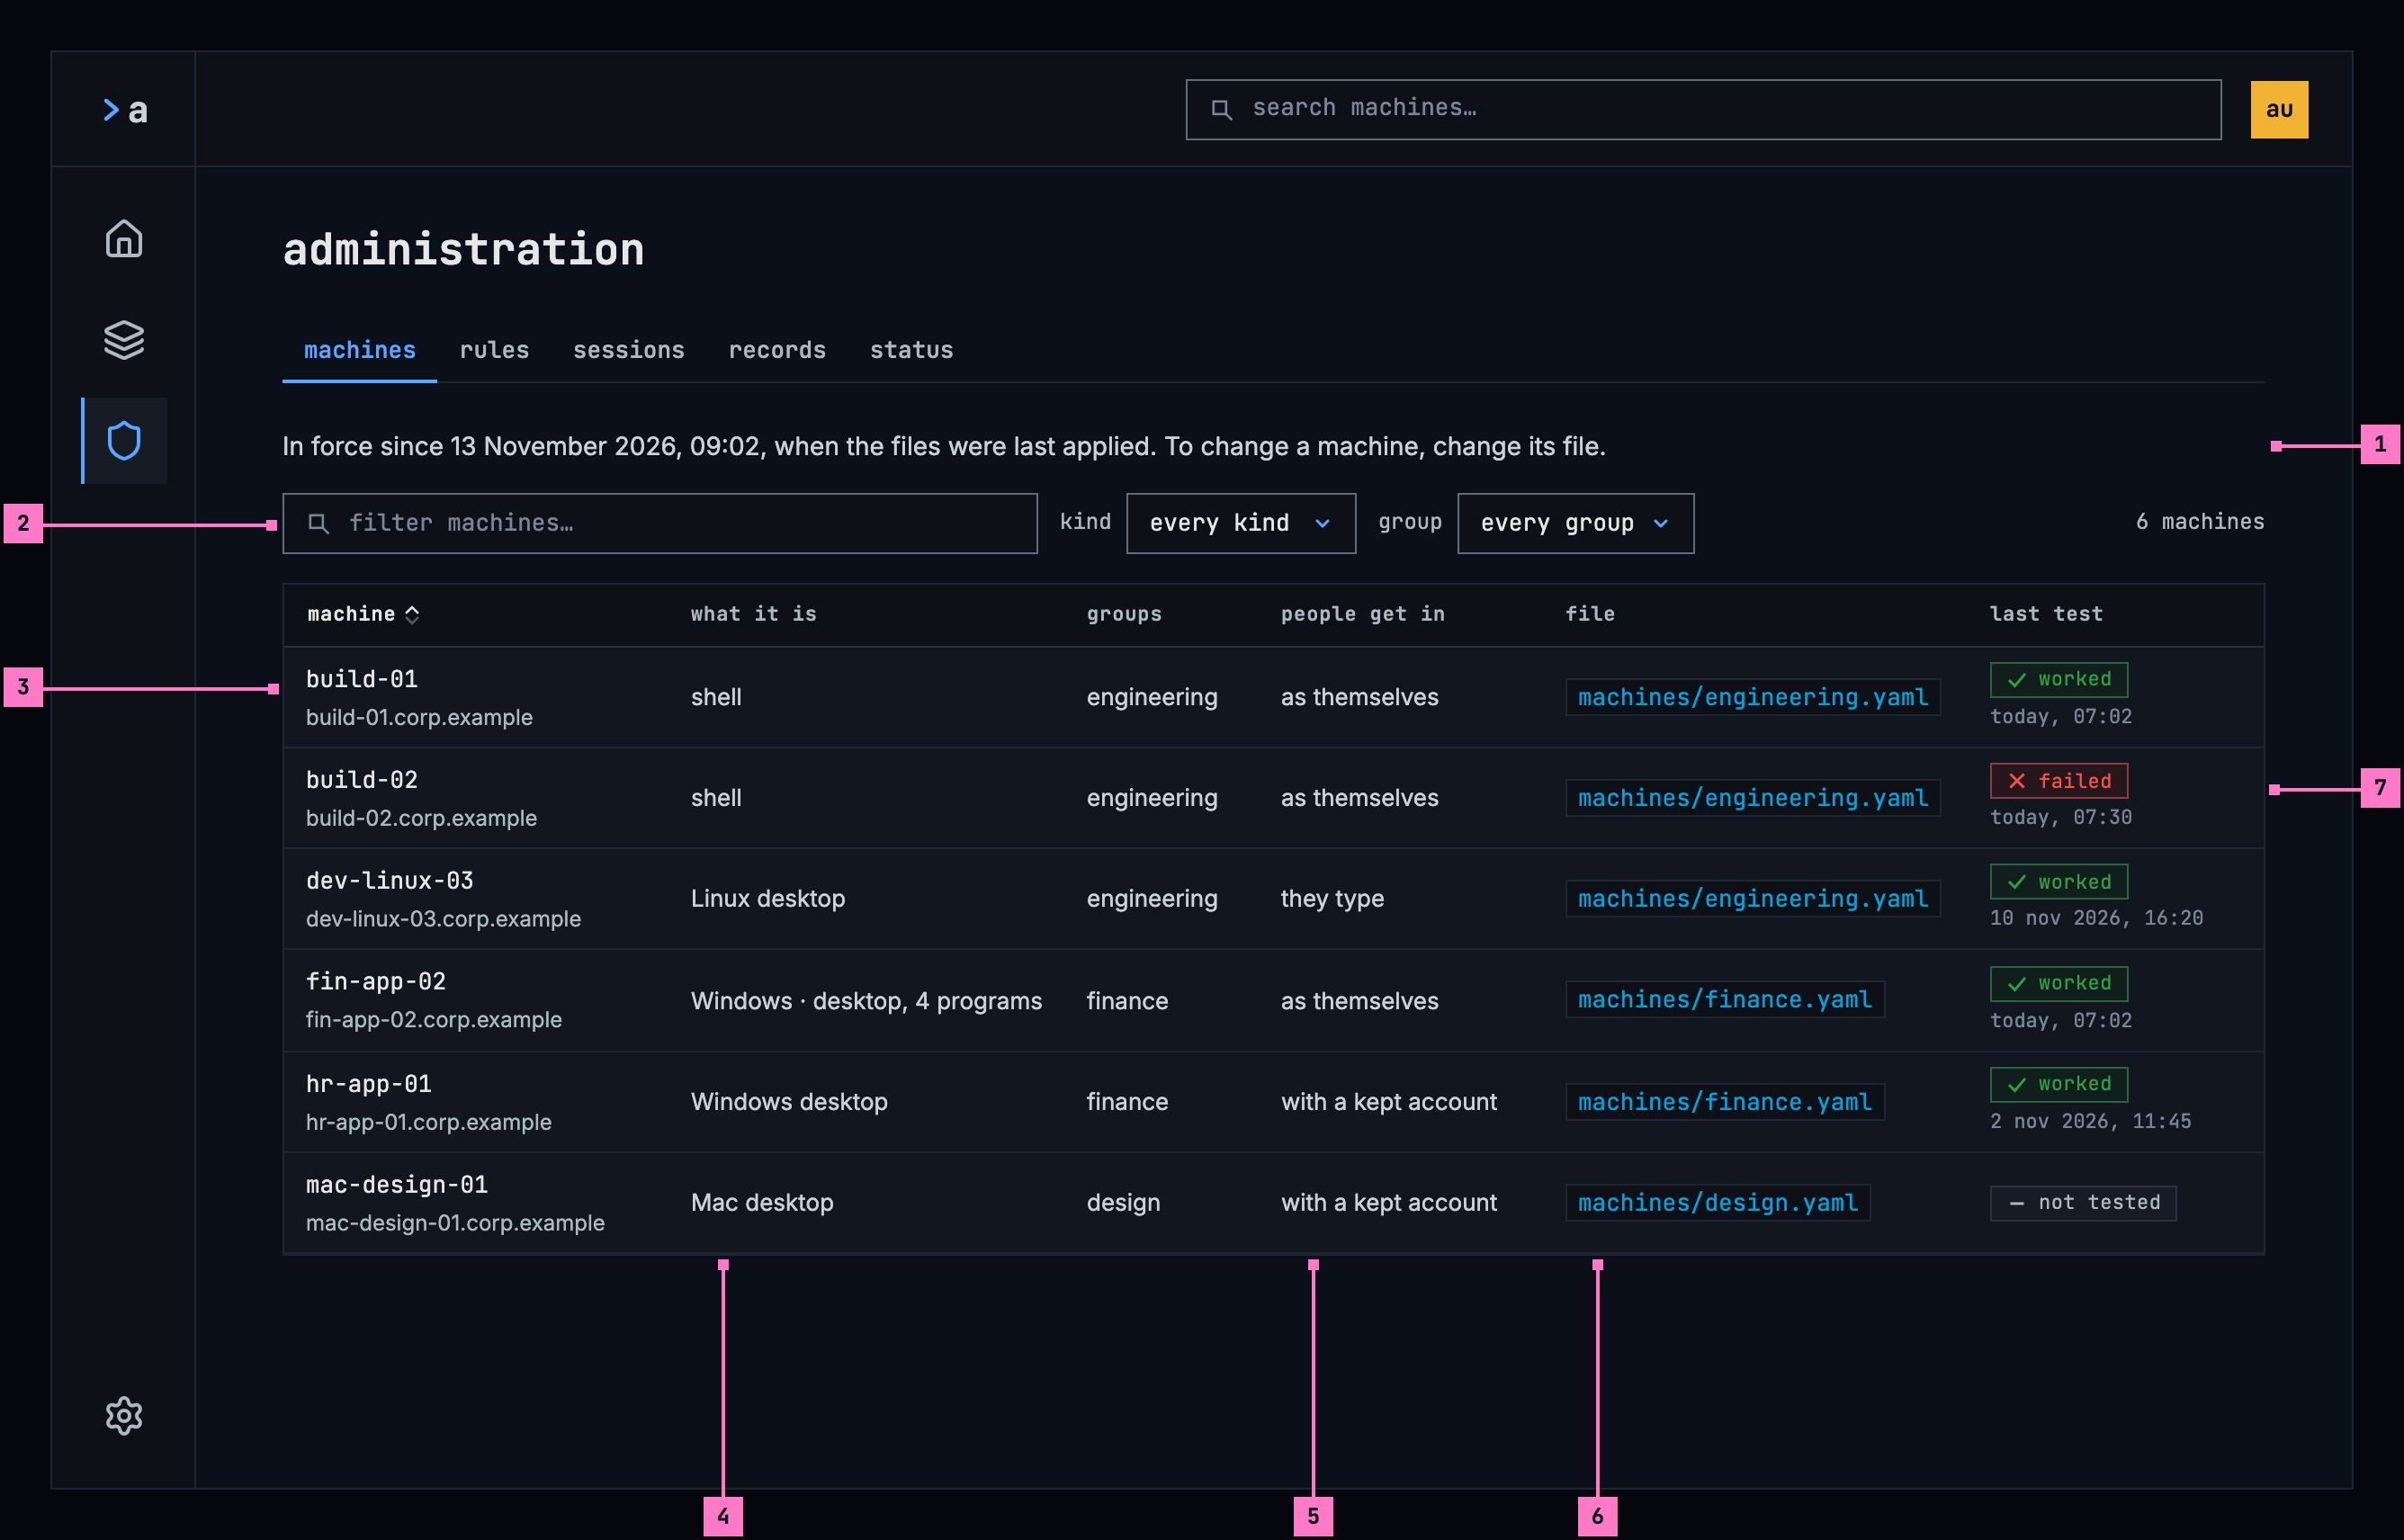 >a
search machines…
au
administration
machines rules sessions records status
In force since 13 November 2026, 09:02, when the files were last applied. To change a machine, change its file.
1
2
filter machines…
kind
every kind
group
every group
6 machines
machine what it is groups people get in file last test
3
build-01
build-01.corp.example
shell
engineering
as themselves
machines/engineering.yaml
worked
today, 07:02
build-02
build-02.corp.example
shell
engineering
as themselves
machines/engineering.yaml
failed
today, 07:30
7
dev-linux-03
dev-linux-03.corp.example
Linux desktop
engineering
they type
machines/engineering.yaml
worked
10 nov 2026, 16:20
fin-app-02
fin-app-02.corp.example
Windows · desktop, 4 programs
finance
as themselves
machines/finance.yaml
worked
today, 07:02
hr-app-01
hr-app-01.corp.example
Windows desktop
finance
with a kept account
machines/finance.yaml
worked
2 nov 2026, 11:45
mac-design-01
mac-design-01.corp.example
Mac desktop
design
with a kept account
machines/design.yaml
– not tested
4
5
6